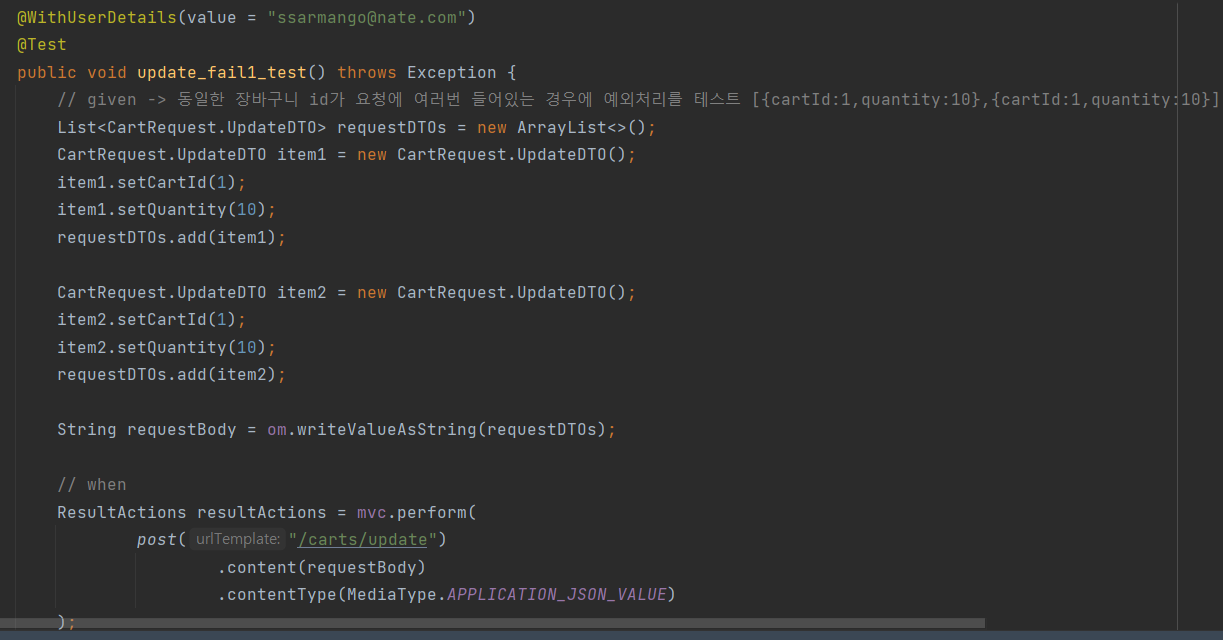 @WithUserDetails(value = "ssarmango@nate.com")
@Test
public void update_fail1_test() throws Exception {
// given -> 동일한 장바구니 id가 요청에 여러번 들어있는 경우에 예외처리를 테스트 [{cartId:1,quantity:10},{cartId:1,quantity:10}]
List<CartRequest.UpdateDTO> requestDTOs = new ArrayList<>();
CartRequest.UpdateDTO item1 = new CartRequest.UpdateDTO();
item1.setCartId(1);
item1.setQuantity(10);
requestDTOs.add(item1);
CartRequest.UpdateDTO item2 = new CartRequest.UpdateDTO();
item2.setCartId(1);
item2.setQuantity(10);
requestDTOs.add(item2);
String requestBody = om.writeValueAsString(requestDTOs);
// when
ResultActions resultActions = mvc.perform(
post( urlTemplate: "/carts/update")
.content(requestBody)
.contentType(MediaType.APPLICATION_JSON_VALUE)
);